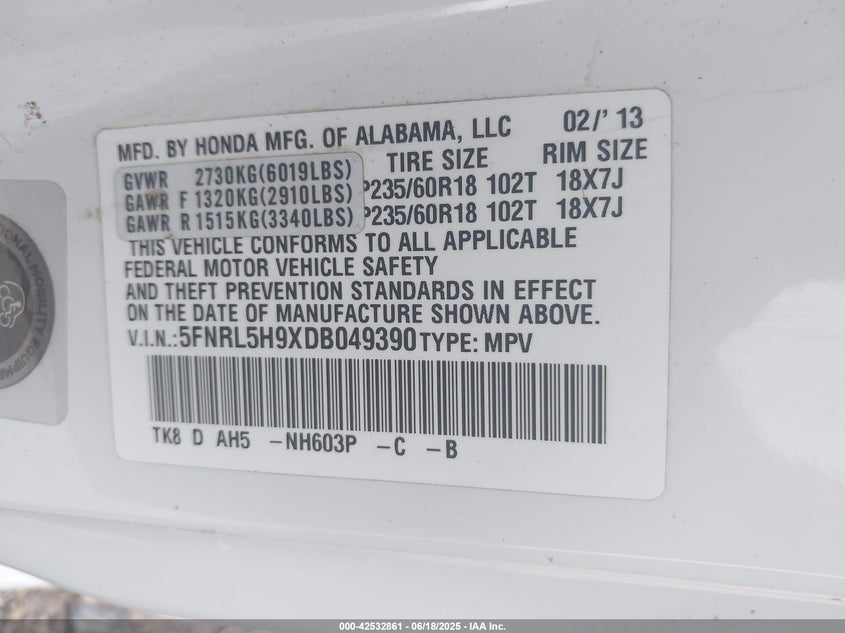 MFD. BY HONDA MFG. OF ALABAMA, LLC 02/' 13
TIRE SIZE RIM SIZE
GVWR 2730KG(6019LBS)
GAWR F 1320KG(2910LBS) P235/60R18 102T 18X7J
GAWR R 1515KG(3340LBS) P235/60R18 102T 18X7J
THIS VEHICLE CONFORMS TO ALL APPLICABLE
FEDERAL MOTOR VEHICLE SAFETY
AND THEFT PREVENTION STANDARDS IN EFFECT
ON THE DATE OF MANUFACTURE SHOWN ABOVE.
V.I.N.:5FNRL5H9XDB049390 TYPE: MPV
TK8 D AH5 -NH603P -C -B
MOBILITY
000-42532861 | 06/18/2025 | IAA Inc.